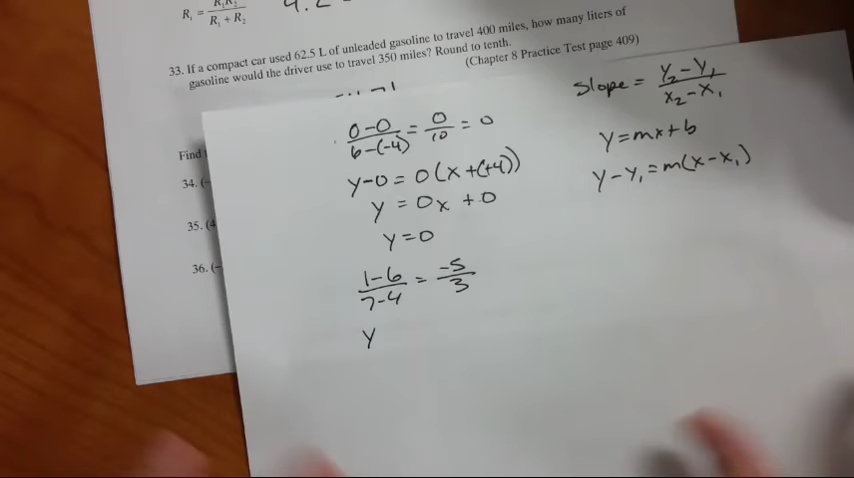 R₁ = R₁R₂ / R₁ + R₂
33. If a compact car used 62.5 L of unleaded gasoline to travel 400 miles, how many liters of
gasoline would the driver use to travel 350 miles? Round to tenth.
(Chapter 8 Practice Test page 409)
Find
34. (-
35. (4
36. (-
0-0 / 6-(-4) = 0 / 10 = 0
y-0 = 0(x+(+4))
y = 0x + 0
y=0
1-6 / 7-4 = -5 / 3
y
Slope = y₂-y₁ / x₂-x₁
y=mx+b
y-y₁=m(x-x₁)